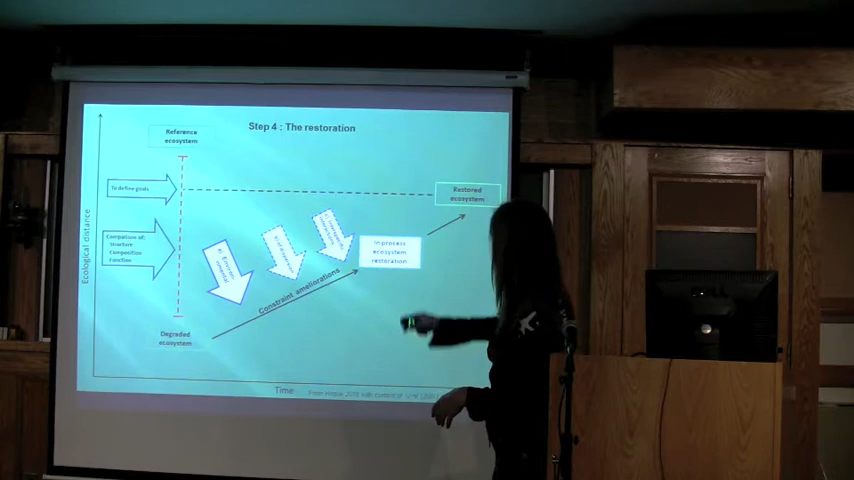 Step 4 : The restoration
Reference
ecosystem
To define goals
Restored
ecosystem
Ecological distance
Comparison of:
Structure
Composition
Function
In process
ecosystem
restoration
Constraint ameliorations
Degraded
ecosystem
Time